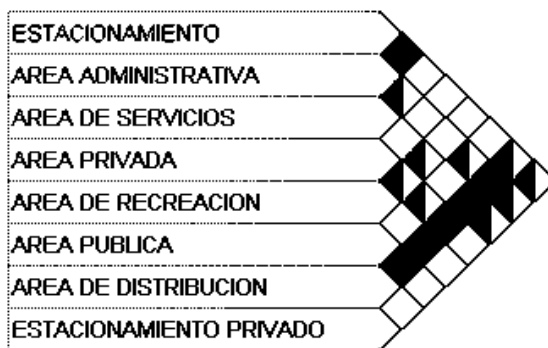 ESTACIONAMIENTO
AREA ADMINISTRATIVA
AREA DE SERVICIOS
AREA PRIVADA
AREA DE RECREACION
AREA PUBLICA
AREA DE DISTRIBUCION
ESTACIONAMIENTO PRIVADO